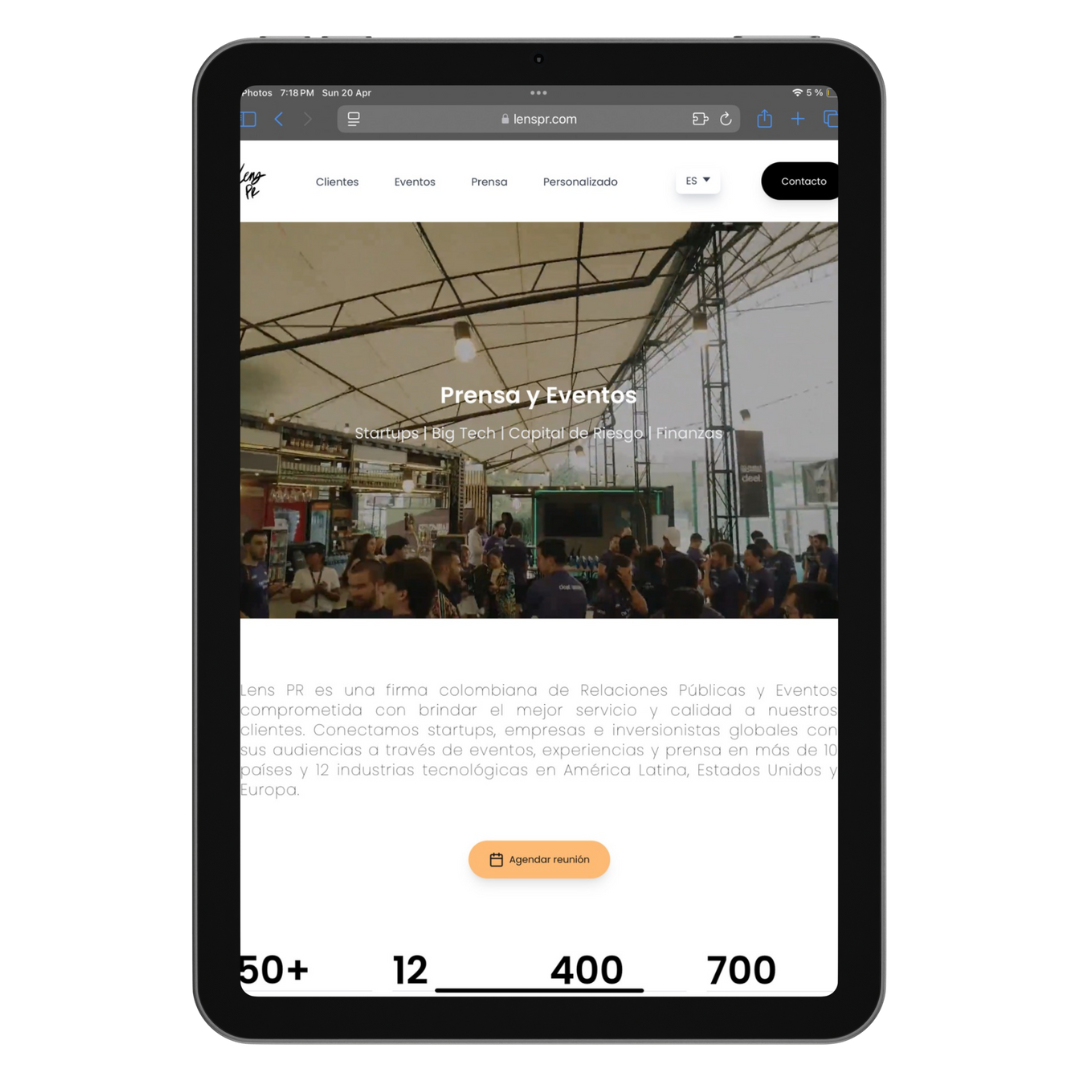 Photos 7:18 PM Sun 20 Apr
5 %
lenspr.com
Lens
PR
Clientes
Eventos
Prensa
Personalizado
ES
Contacto
Prensa y Eventos
Startups | Big Tech | Capital de Riesgo | Finanzas
deel.
Lens PR es una firma colombiana de Relaciones Públicas y Eventos
comprometida con brindar el mejor servicio y calidad a nuestros
clientes. Conectamos startups, empresas e inversionistas globales con
sus audiencias a través de eventos, experiencias y prensa en más de 10
países y 12 industrias tecnológicas en América Latina, Estados Unidos y
Europa.
Agendar reunión
50+
12
400
700